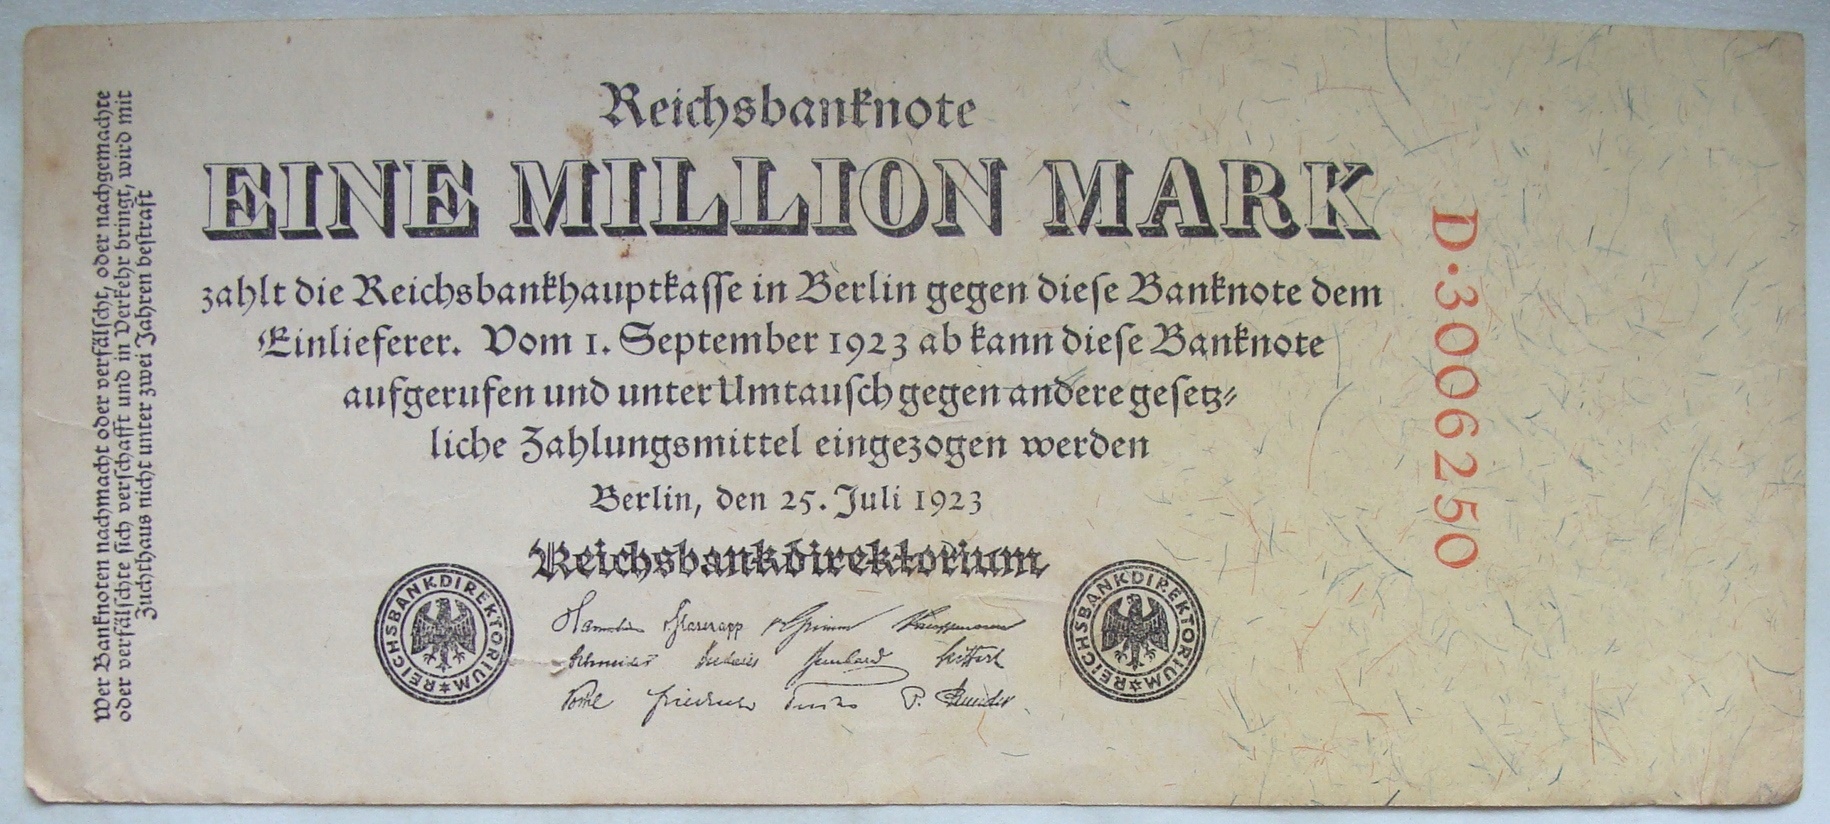 Reichsbanknote
EINE MILLION MARK
zahlt die Reichsbankhauptkasse in Berlin gegen diese Banknote dem
Einlieferer. Vom 1. September 1923 ab kann diese Banknote
aufgerufen und unter Umtausch gegen andere gesetz-
liche Zahlungsmittel eingezogen werden
Berlin, den 25. Juli 1923
Reichsbankdirektorium
REICHSBANKDIREKTORIUM
REICHSBANKDIREKTORIUM
Wer Banknoten nachmacht oder verfälscht, oder nachgemachte
oder verfälschte sich verschafft und in Verkehr bringt, wird mit
Zuchthaus nicht unter zwei Jahren bestraft
D·3006250